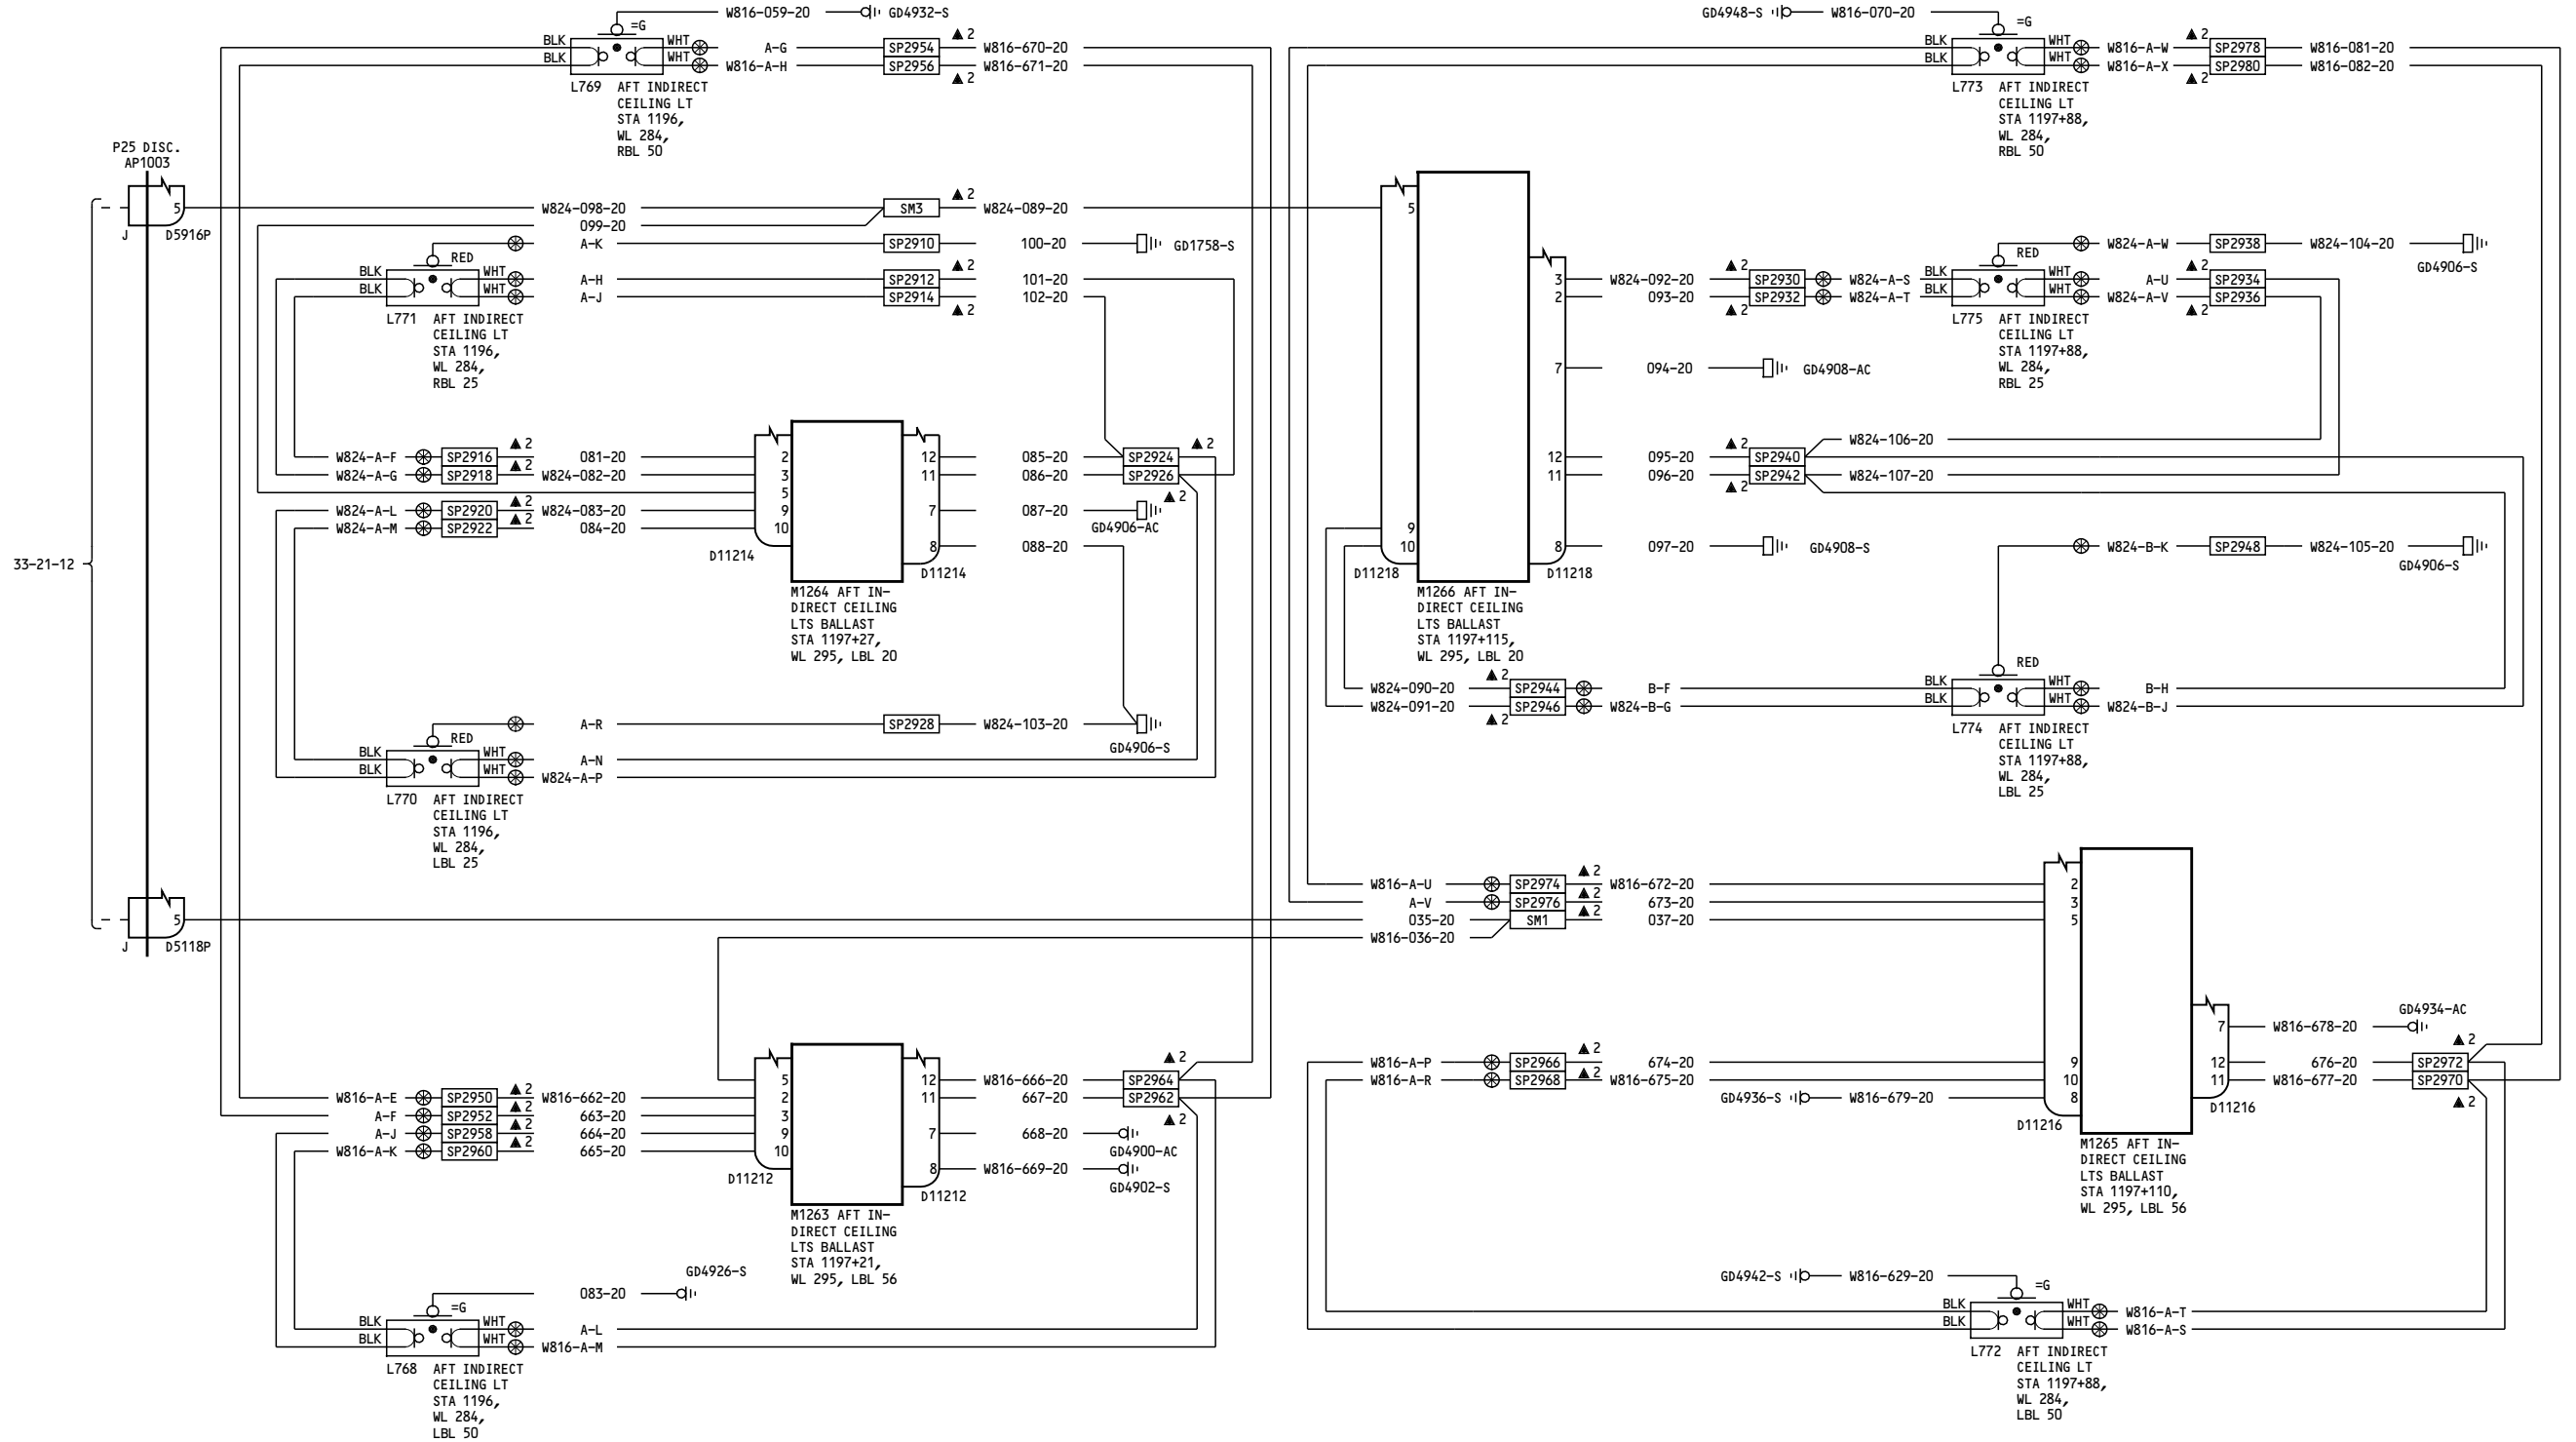 W816-059-20 GD4932-S
=G
BLK WHT A-G SP2954 ▲ 2 W816-670-20
BLK WHT W816-A-H SP2956 ▲ 2 W816-671-20
L769 AFT INDIRECT
CEILING LT
STA 1196,
WL 284,
RBL 50
GD4948-S W816-070-20
=G
BLK WHT W816-A-W SP2978 ▲ 2 W816-081-20
BLK WHT W816-A-X SP2980 ▲ 2 W816-082-20
L773 AFT INDIRECT
CEILING LT
STA 1197+88,
WL 284,
RBL 50
P25 DISC.
AP1003
5
J D5916P
33-21-12
5
J D5118P
W824-098-20 SM3 ▲ 2 W824-089-20
099-20
A-K SP2910 100-20 GD1758-S
RED
BLK WHT A-H SP2912 ▲ 2 101-20
BLK WHT A-J SP2914 ▲ 2 102-20
L771 AFT INDIRECT
CEILING LT
STA 1196,
WL 284,
RBL 25
W824-A-F SP2916 ▲ 2 081-20 2
W824-A-G SP2918 ▲ 2 W824-082-20 3
5
W824-A-L SP2920 ▲ 2 W824-083-20 9
W824-A-M SP2922 ▲ 2 084-20 10
D11214
12 085-20 SP2924 ▲ 2
11 086-20 SP2926 ▲ 2
7 087-20 GD4906-AC
8 088-20
D11214
M1264 AFT IN-
DIRECT CEILING
LTS BALLAST
STA 1197+27,
WL 295, LBL 20
A-R SP2928 W824-103-20 GD4906-S
RED
BLK WHT A-N
BLK WHT W824-A-P
L770 AFT INDIRECT
CEILING LT
STA 1196,
WL 284,
LBL 25
5
9
10
D11218
3 W824-092-20 SP2930 ▲ 2 W824-A-S BLK
2 093-20 SP2932 ▲ 2 W824-A-T BLK
7 094-20 GD4908-AC
12 095-20 SP2940 ▲ 2 W824-106-20
11 096-20 SP2942 ▲ 2 W824-107-20
8 097-20 GD4908-S
D11218
M1266 AFT IN-
DIRECT CEILING
LTS BALLAST
STA 1197+115,
WL 295, LBL 20
W824-A-W SP2938 W824-104-20 GD4906-S
RED
WHT A-U SP2934 ▲ 2
WHT W824-A-V SP2936 ▲ 2
L775 AFT INDIRECT
CEILING LT
STA 1197+88,
WL 284,
RBL 25
W824-B-K SP2948 W824-105-20 GD4906-S
RED
W824-090-20 SP2944 ▲ 2 B-F BLK WHT B-H
W824-091-20 SP2946 ▲ 2 W824-B-G BLK WHT W824-B-J
L774 AFT INDIRECT
CEILING LT
STA 1197+88,
WL 284,
LBL 25
W816-A-U SP2974 ▲ 2 W816-672-20 2
A-V SP2976 ▲ 2 673-20 3
035-20 SM1 ▲ 2 037-20 5
W816-036-20
W816-A-P SP2966 ▲ 2 674-20 9
W816-A-R SP2968 ▲ 2 W816-675-20 10
GD4936-S W816-679-20 8
D11216
GD4934-AC
7 W816-678-20
12 676-20 SP2972 ▲ 2
11 W816-677-20 SP2970 ▲ 2
D11216
M1265 AFT IN-
DIRECT CEILING
LTS BALLAST
STA 1197+110,
WL 295, LBL 56
5
W816-A-E SP2950 ▲ 2 W816-662-20 2
A-F SP2952 ▲ 2 663-20 3
A-J SP2958 ▲ 2 664-20 9
W816-A-K SP2960 ▲ 2 665-20 10
D11212
12 W816-666-20 SP2964 ▲ 2
11 667-20 SP2962 ▲ 2
7 668-20 GD4900-AC
8 W816-669-20 GD4902-S
D11212
M1263 AFT IN-
DIRECT CEILING
LTS BALLAST
STA 1197+21,
WL 295, LBL 56
GD4926-S
083-20
=G
BLK WHT A-L
BLK WHT W816-A-M
L768 AFT INDIRECT
CEILING LT
STA 1196,
WL 284,
LBL 50
GD4942-S W816-629-20
=G
BLK WHT W816-A-T
BLK WHT W816-A-S
L772 AFT INDIRECT
CEILING LT
STA 1197+88,
WL 284,
LBL 50